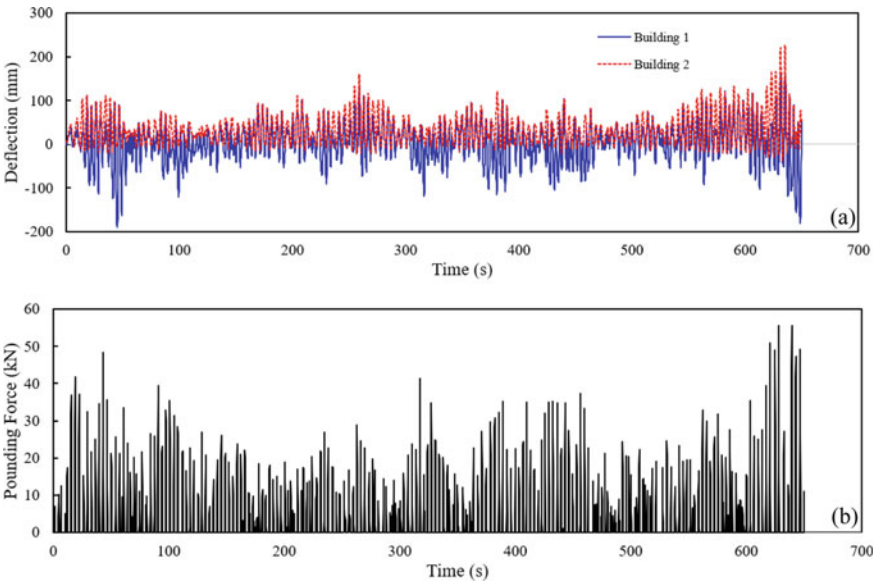 300
200
100
0
-100
-200
Deflection (mm)
Building 1
Building 2
(a)
0 100 200 300 400 500 600 700
Time (s)
60
50
40
30
20
10
0
Pounding Force (kN)
(b)
0 100 200 300 400 500 600 700
Time (s)